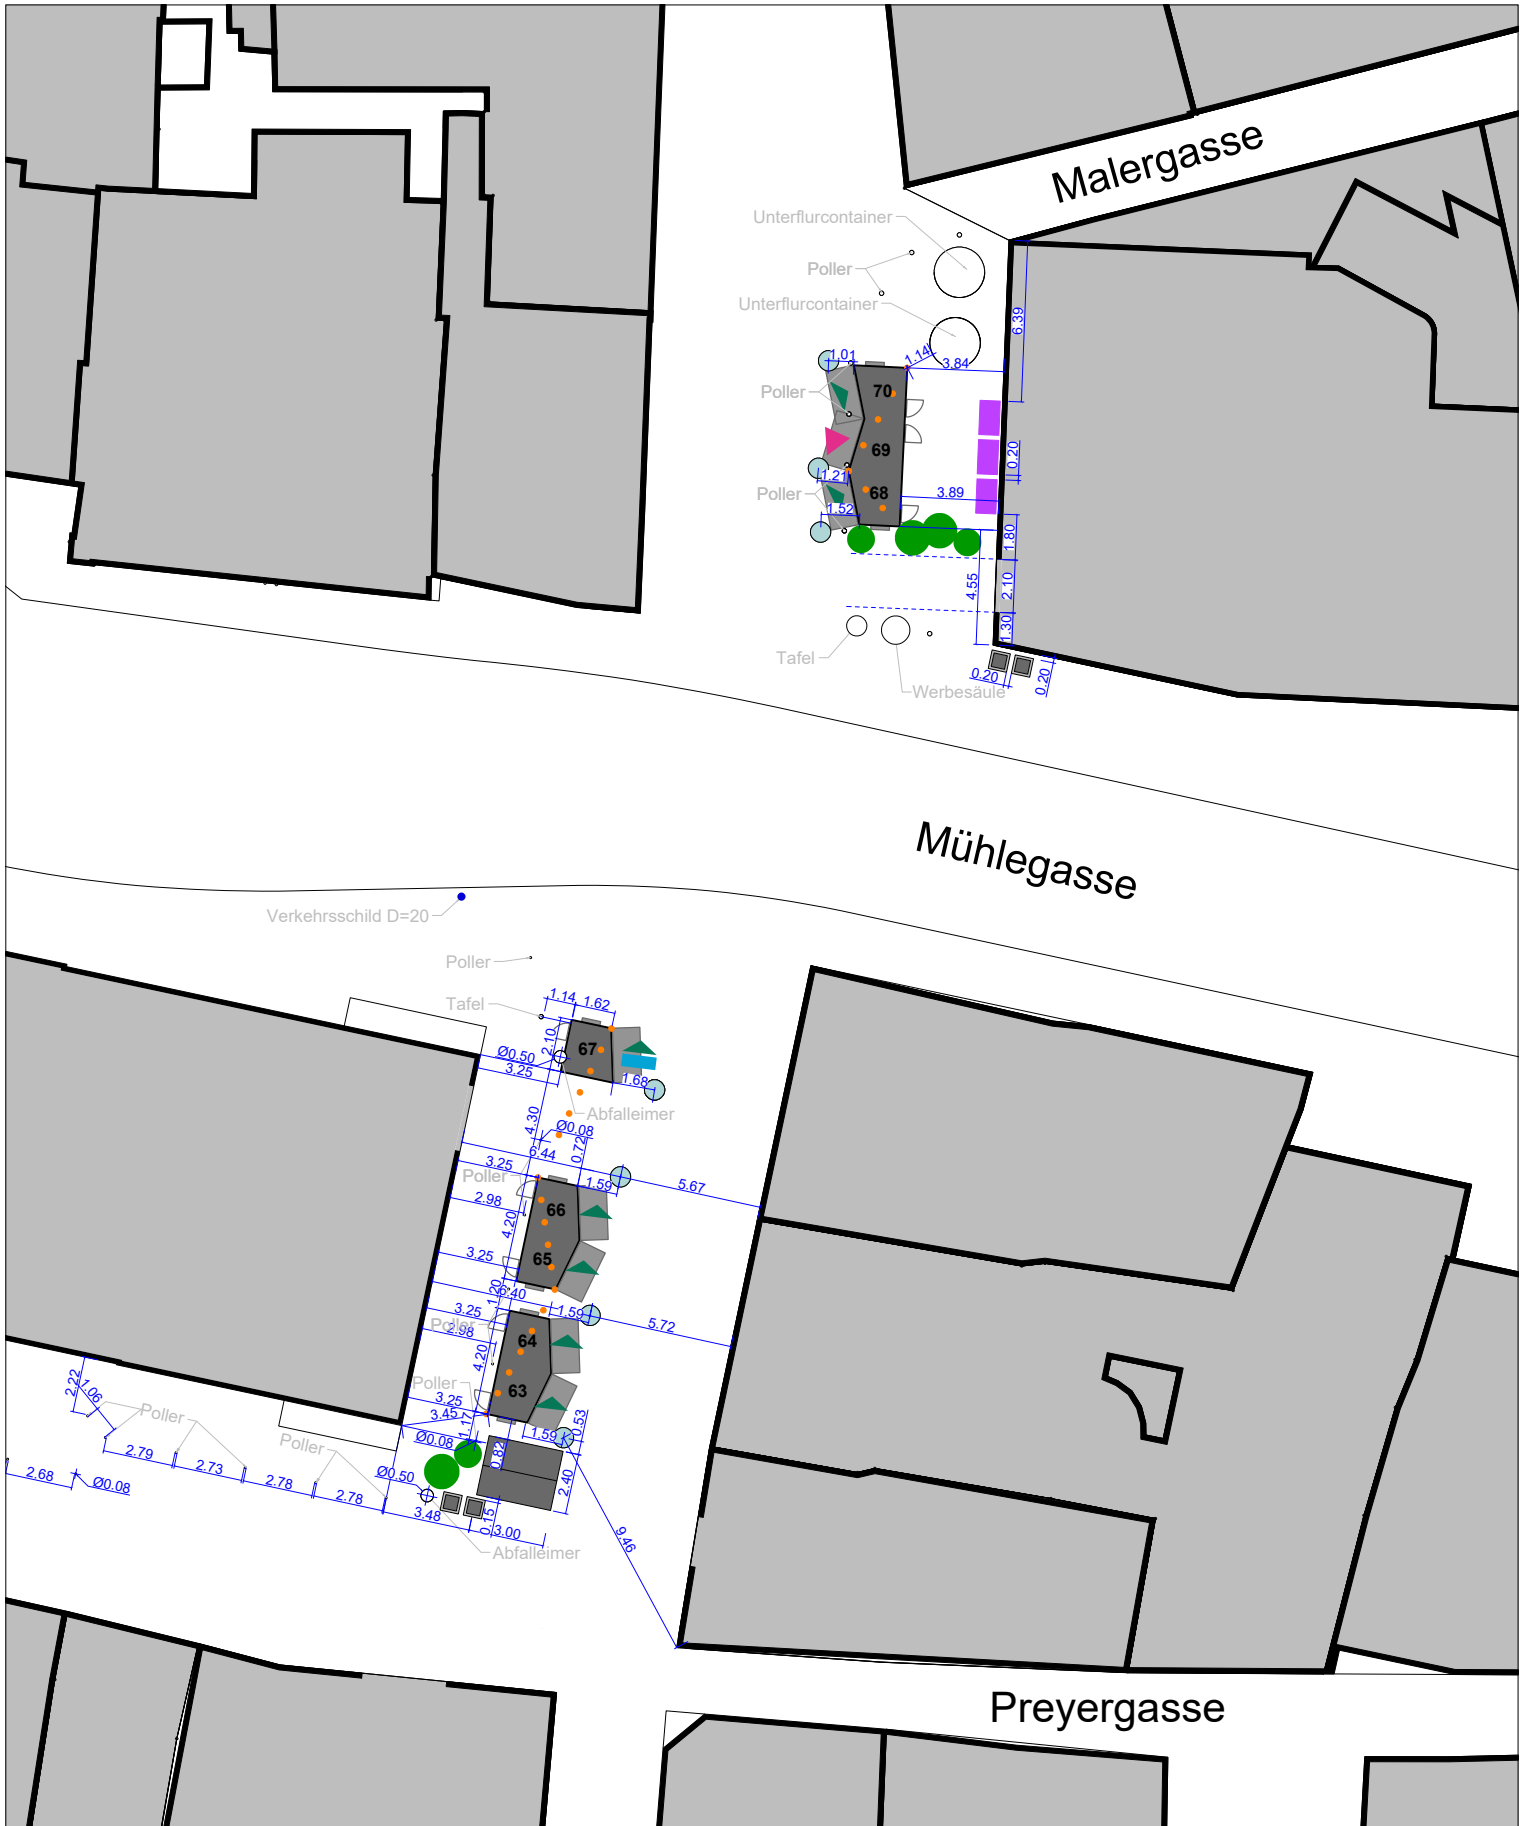 Malergasse
Unterflurcontainer
Poller
Unterflurcontainer
6.39
1.01
1.14
3.84
Poller
70
69
0.20
1.21
68
3.89
Poller
1.52
1.80
4.55
2.10
1.30
Tafel
0.20
0.20
Werbesäule
Mühlegasse
Verkehrsschild D=20
Poller
Tafel
1.14
1.62
2.10
67
Ø0.50
3.25
1.68
Abfalleimer
4.30
Ø0.08
0.72
6.44
3.25
Poller
1.59
5.67
2.98
66
4.20
3.25
65
1.20
6.40
3.25
1.59
5.72
Poller
2.98
64
4.20
2.22
1.06
Poller
63
3.25
3.45
1.17
0.53
Poller
Poller
Ø0.08
1.59
0.82
2.79
2.73
2.78
2.78
2.68
Ø0.08
Ø0.50
2.40
3.48
0.15
3.00
9.46
Abfalleimer
Preyergasse